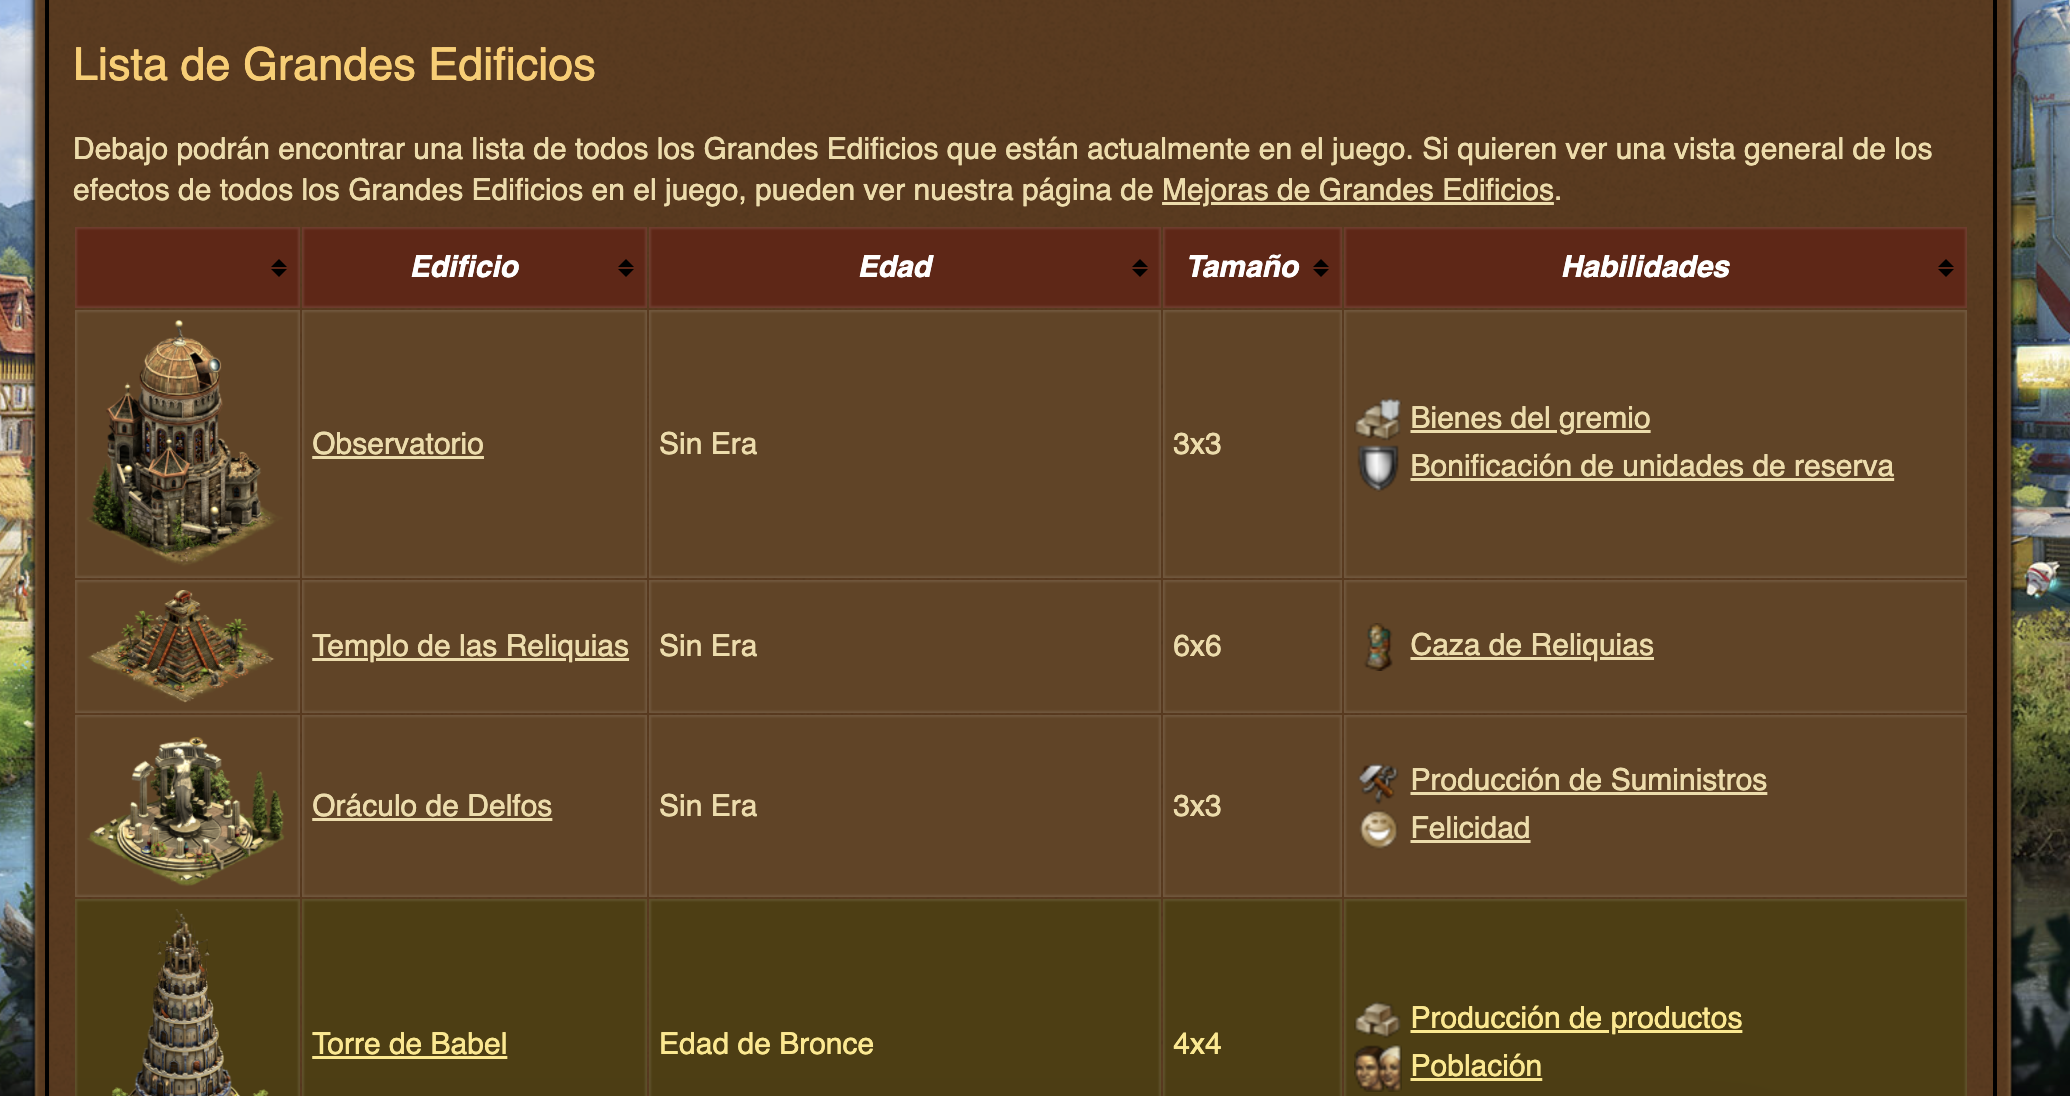 Lista de Grandes Edificios
Debajo podrán encontrar una lista de todos los Grandes Edificios que están actualmente en el juego. Si quieren ver una vista general de los
efectos de todos los Grandes Edificios en el juego, pueden ver nuestra página de Mejoras de Grandes Edificios.
Edificio Edad Tamaño Habilidades
Observatorio Sin Era 3x3 Bienes del gremio
Bonificación de unidades de reserva
Templo de las Reliquias Sin Era 6x6 Caza de Reliquias
Oráculo de Delfos Sin Era 3x3 Producción de Suministros
Felicidad
Torre de Babel Edad de Bronce 4x4 Producción de productos
Población